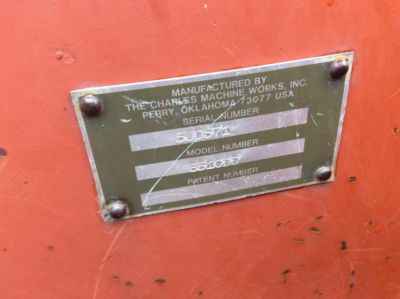 MANUFACTURED BY
THE CHARLES MACHINE WORKS, INC.
PERRY, OKLAHOMA 73077 USA
SERIAL NUMBER
MODEL NUMBER
PATENT NUMBER